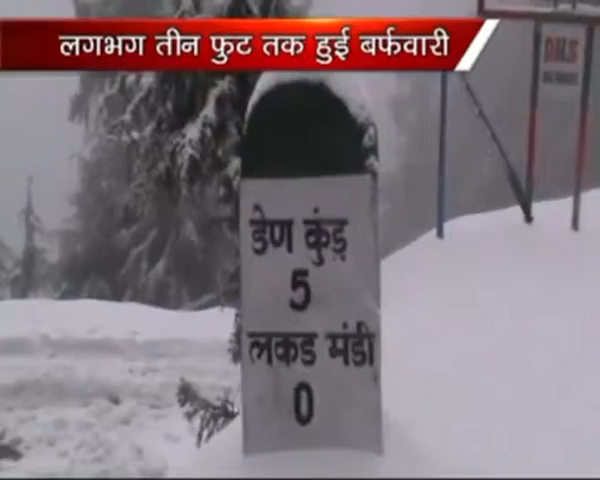 लगभग तीन फुट तक हुई बर्फवारी
डेण कुंड़
5
लकड मंडी
0